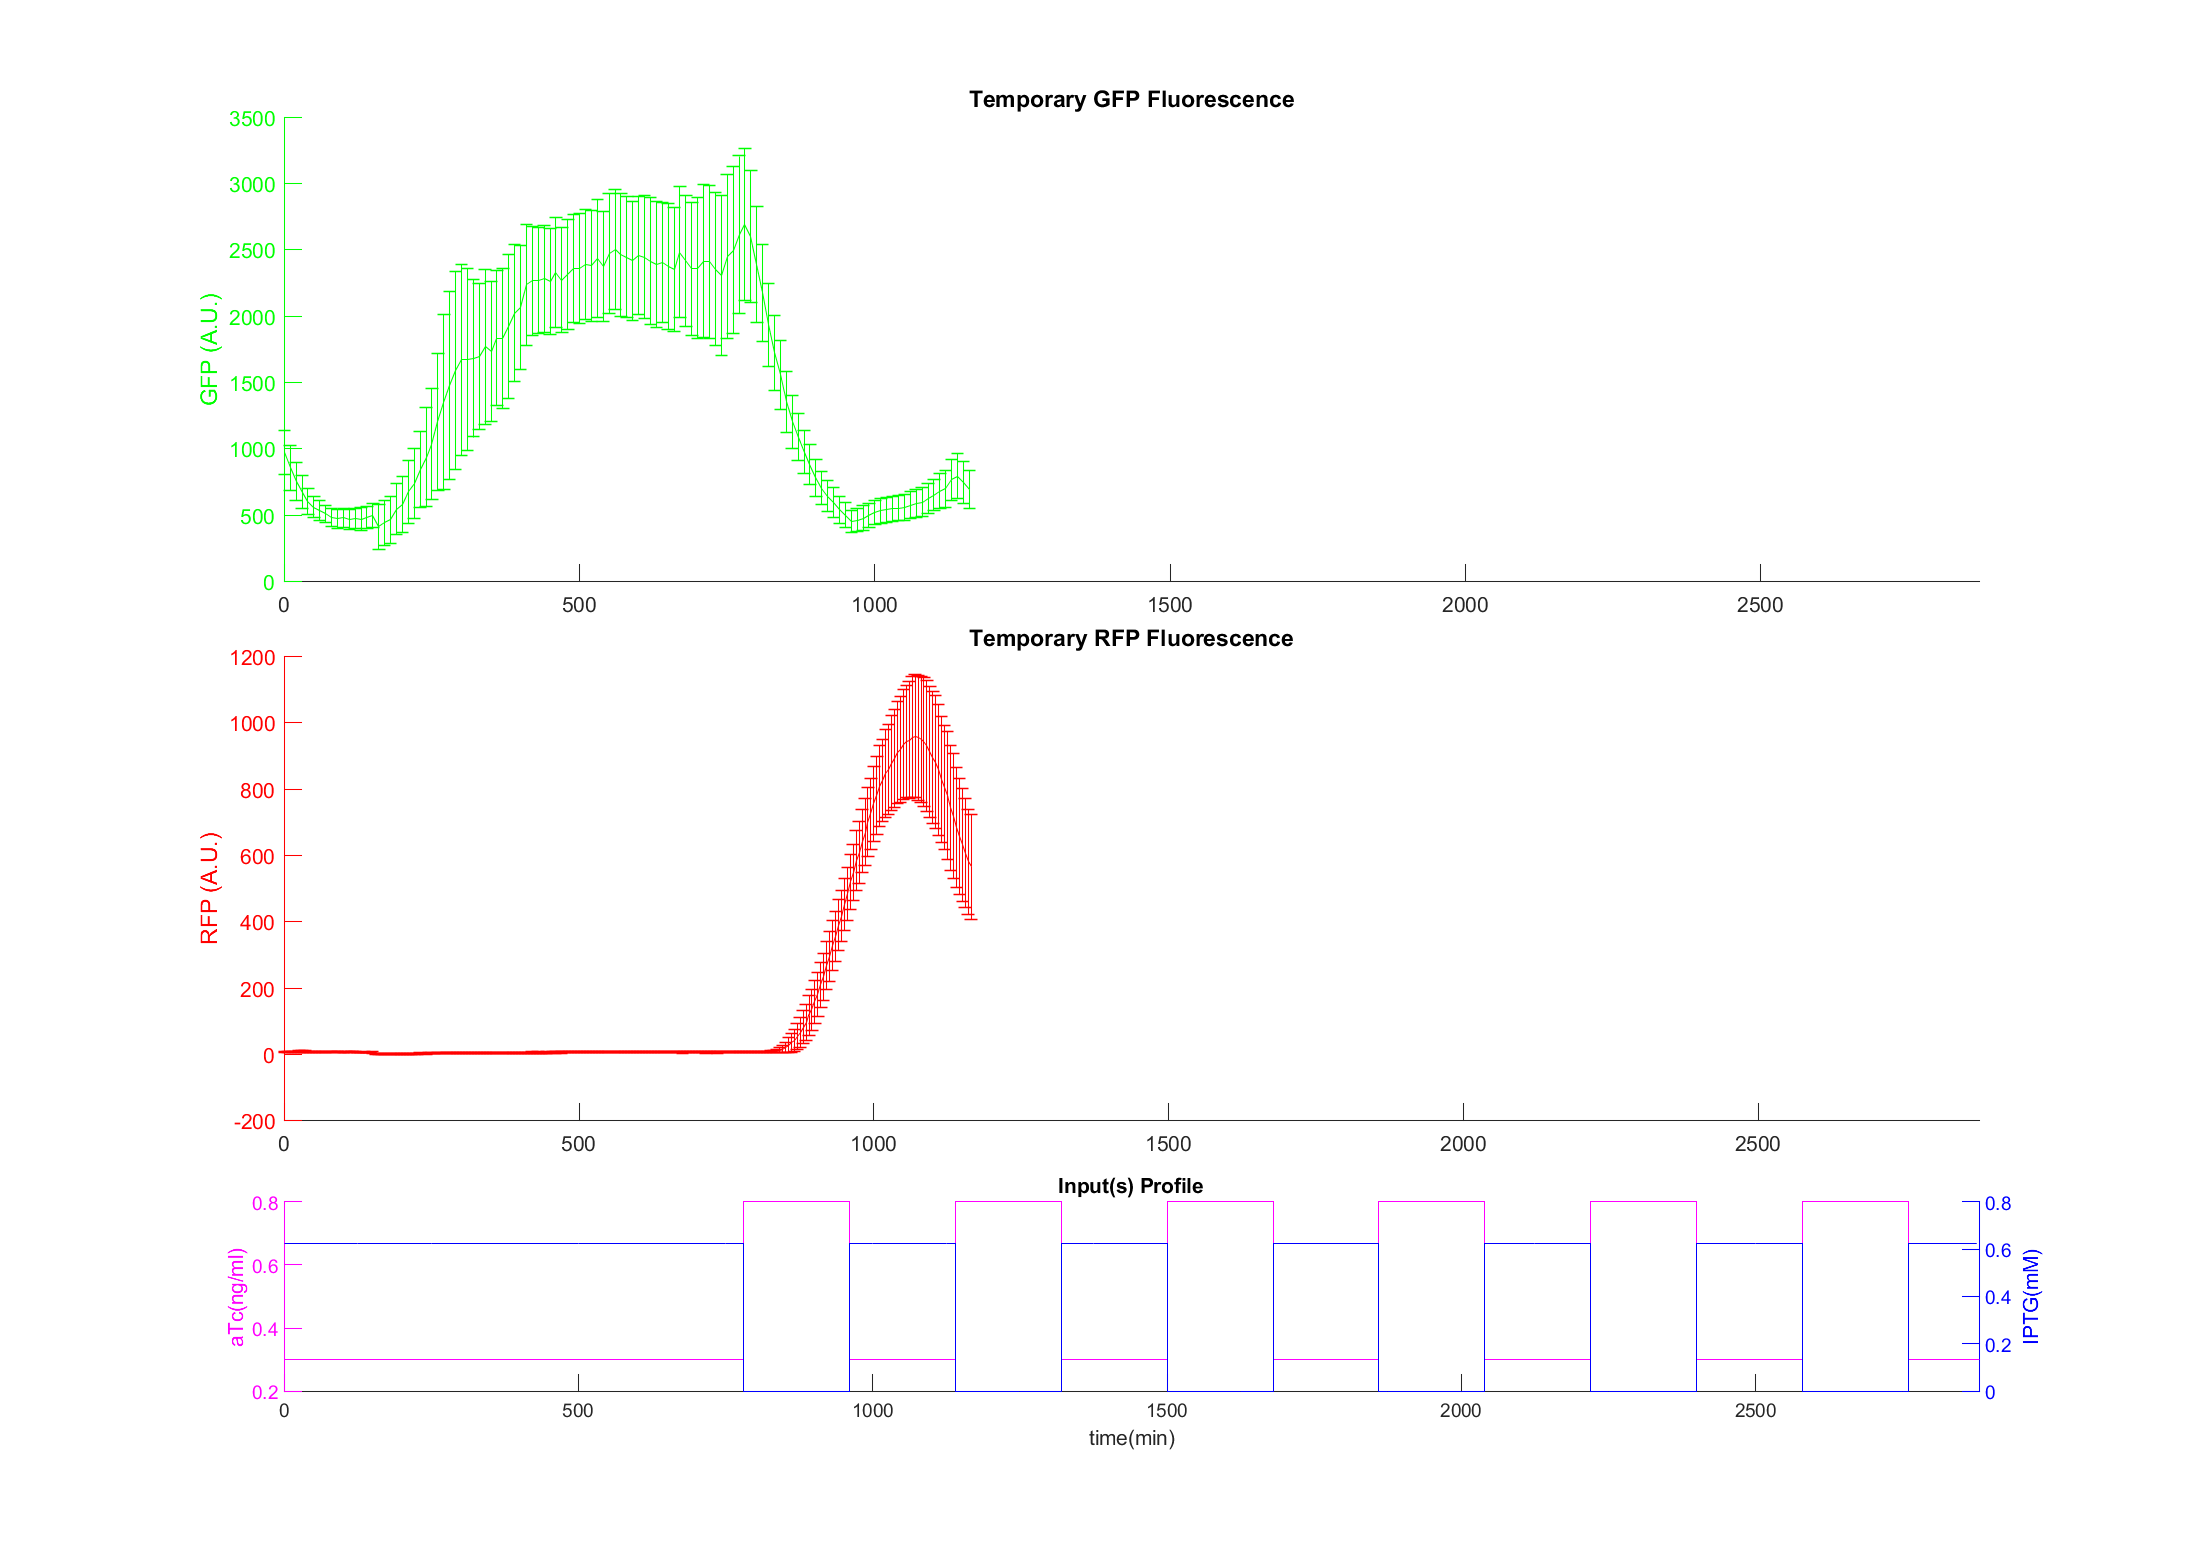 Temporary GFP Fluorescence
3500
3000
2500
2000
1500
1000
500
0
GFP (A.U.)
0 500 1000 1500 2000 2500
Temporary RFP Fluorescence
1200
1000
800
600
400
200
0
-200
RFP (A.U.)
0 500 1000 1500 2000 2500
Input(s) Profile
0.8
0.6
0.4
0.2
aTc(ng/ml)
0.8
0.6
0.4
0.2
0
IPTG(mM)
0 500 1000 1500 2000 2500
time(min)